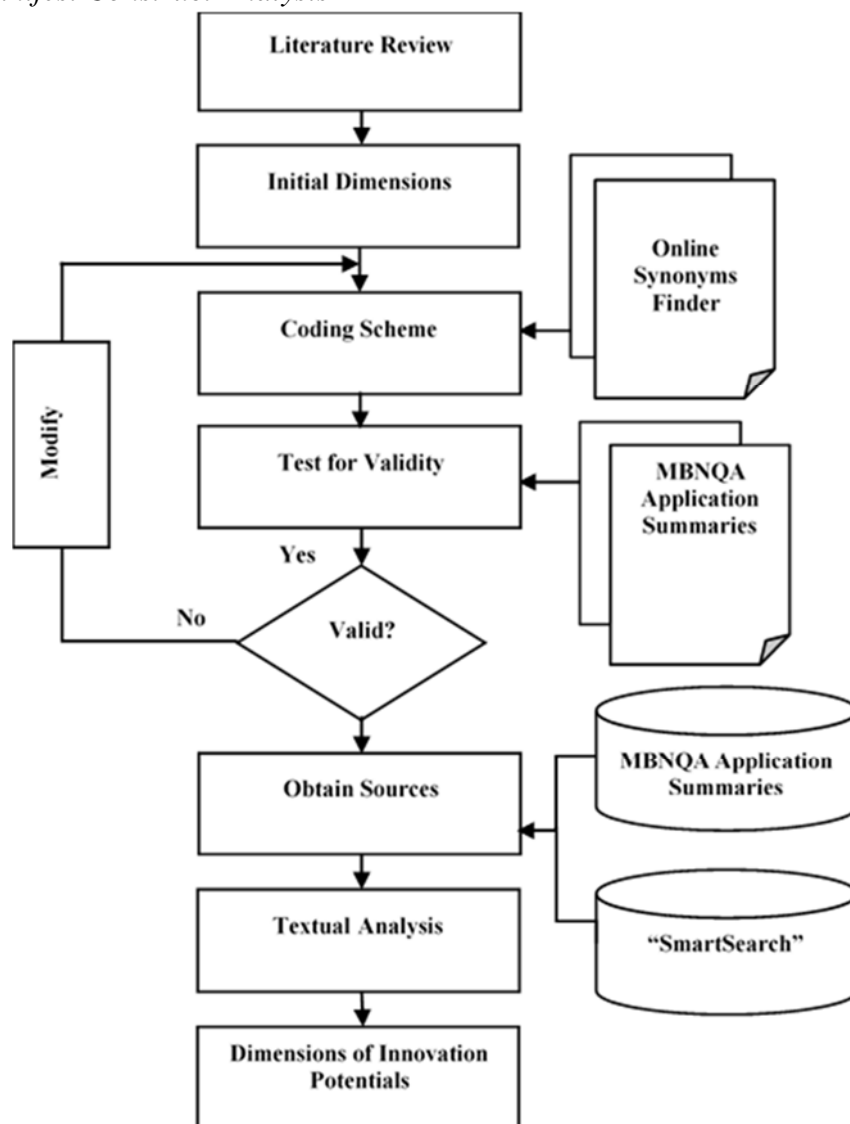 Literature Review
Initial Dimensions
Online
Synonyms
Finder
Coding Scheme
Modify
Test for Validity
MBNQA
Application
Summaries
Yes
No
Valid?
Obtain Sources
MBNQA Application
Summaries
Textual Analysis
“SmartSearch”
Dimensions of Innovation
Potentials